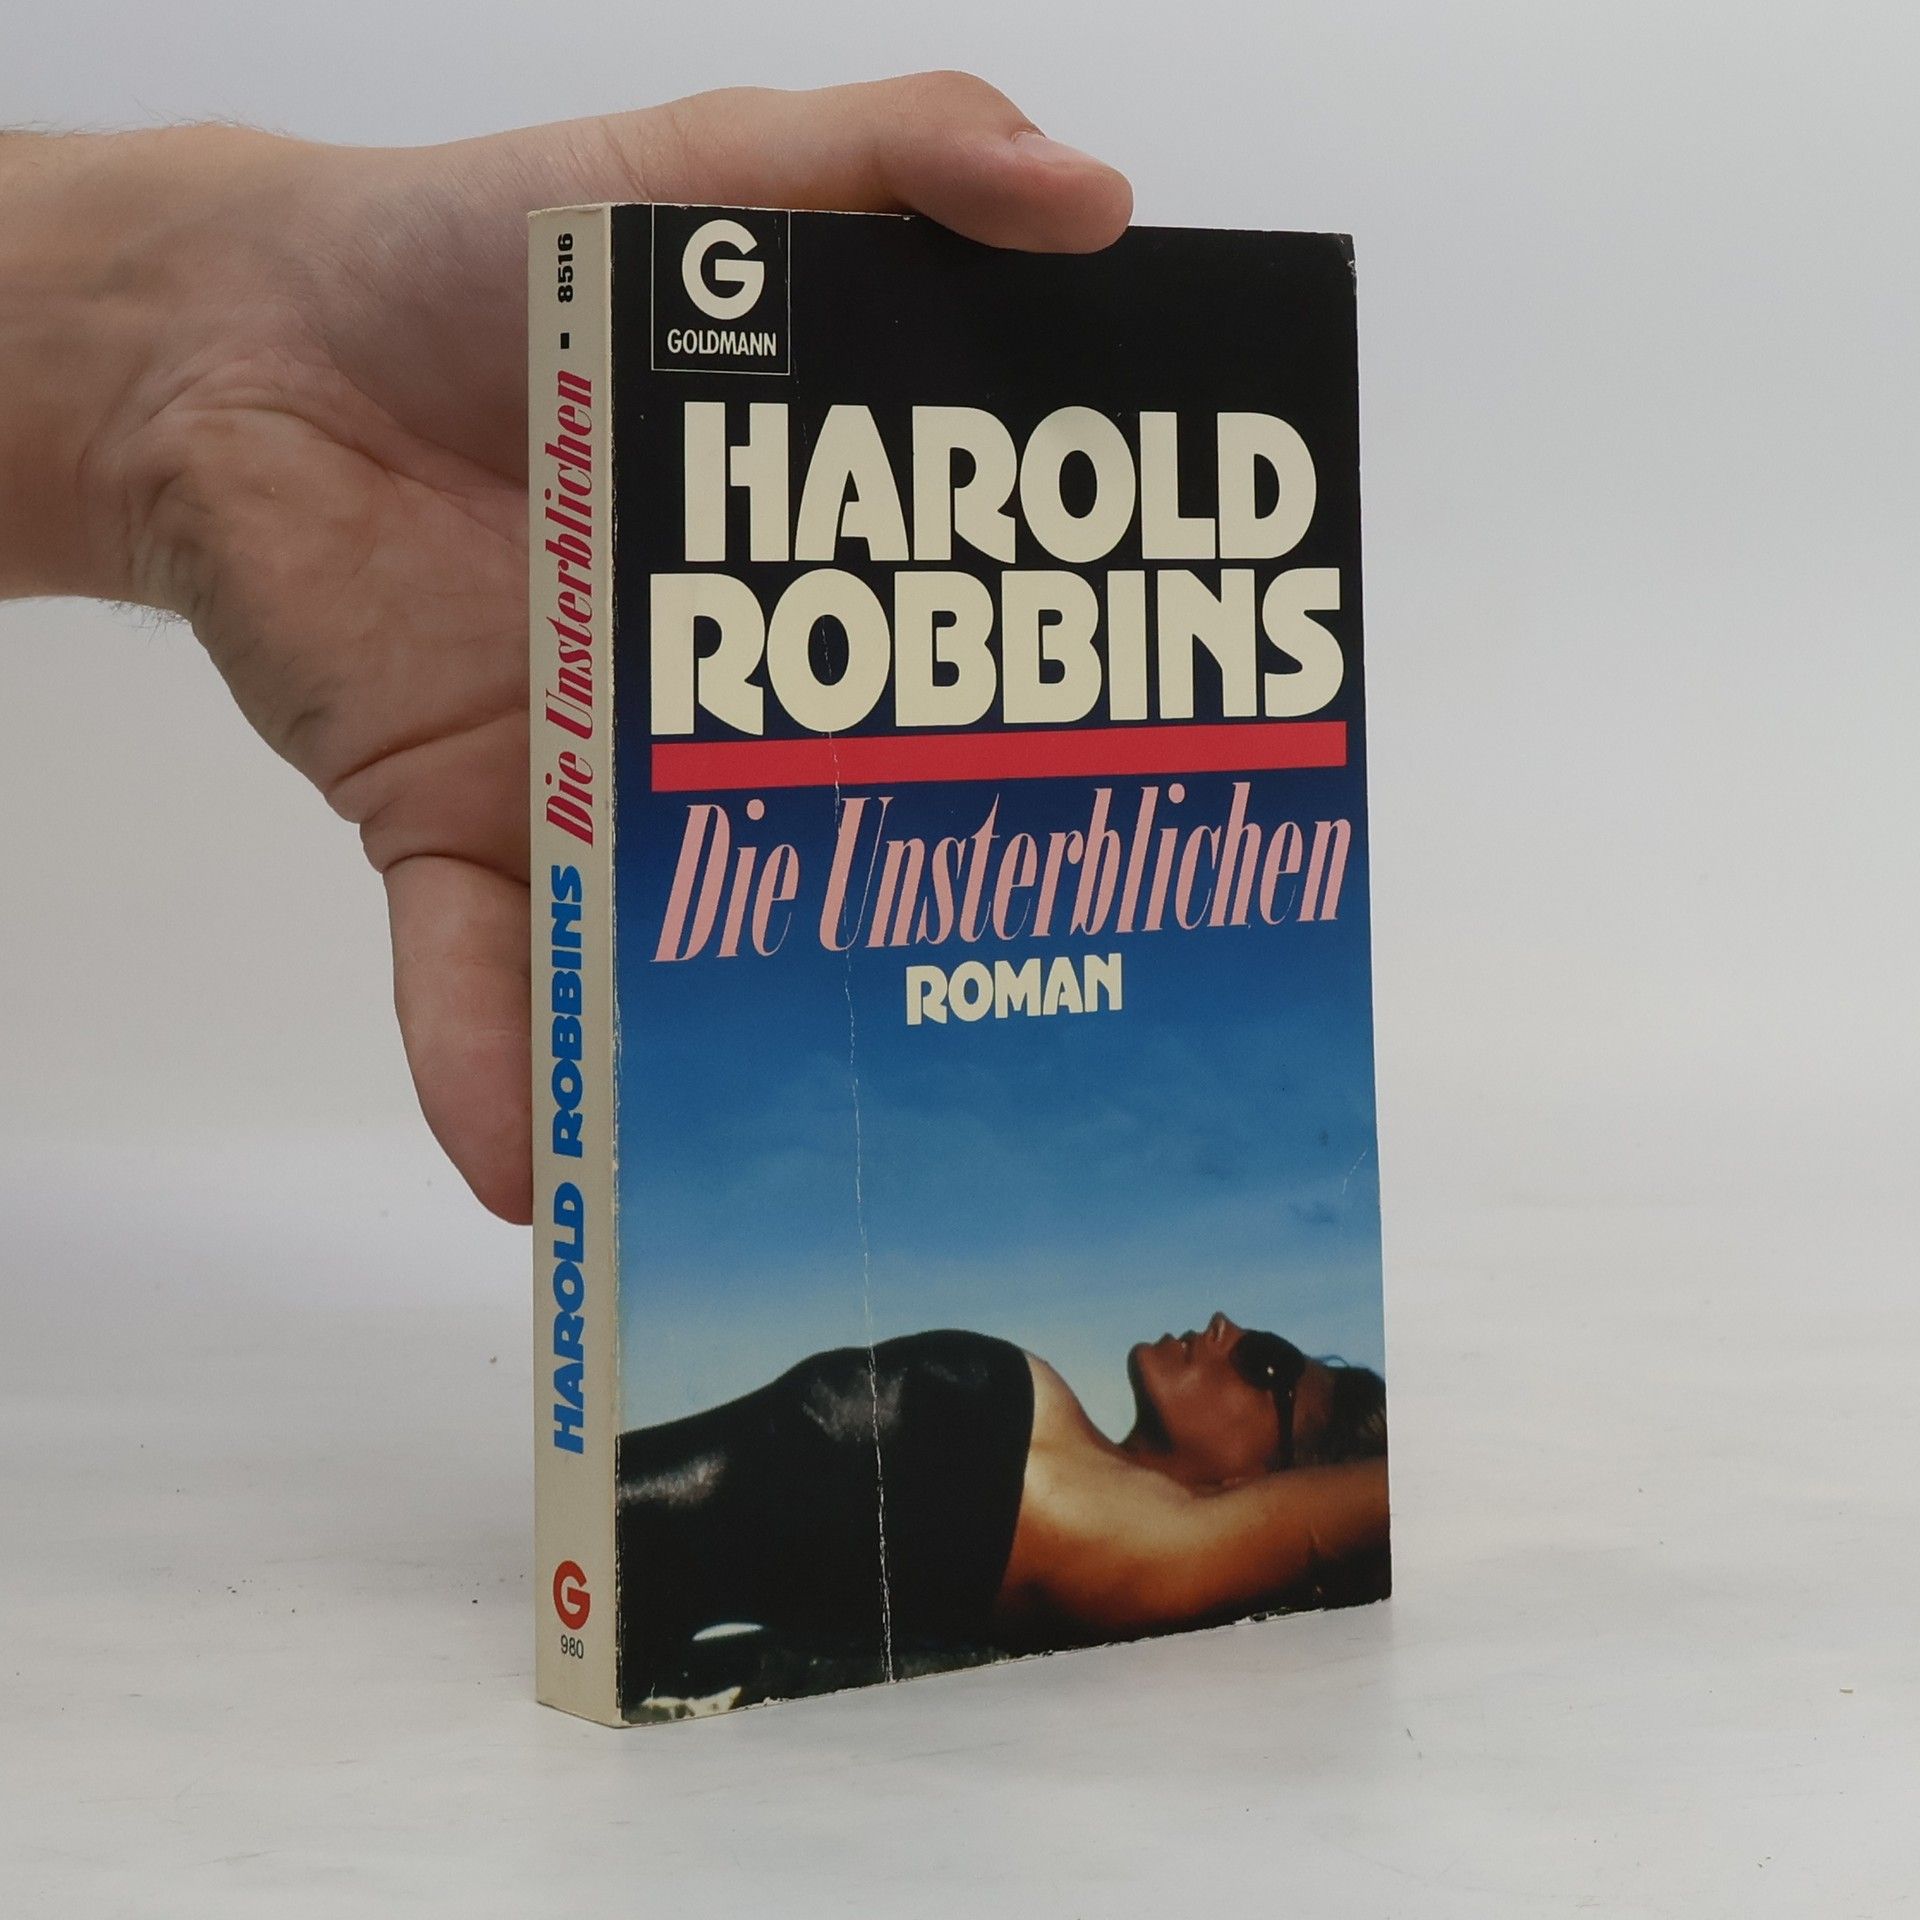 G
GOLDMANN
HAROLD
ROBBINS
Die Unsterblichen
ROMAN
HAROLD ROBBINS Die Unsterblichen - 8516
G
980